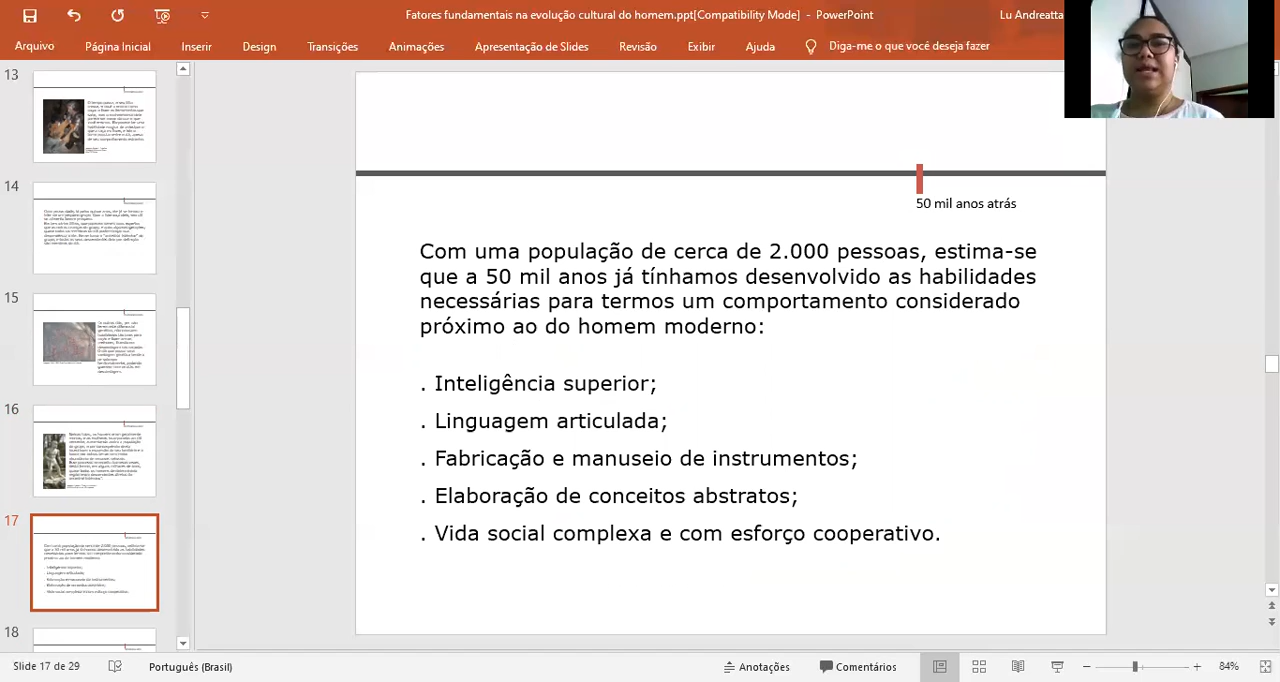 Fatores fundamentais na evolução cultural do homem.ppt[Compatibility Mode] - PowerPoint
Lu Andreatta
Arquivo
Página Inicial
Inserir
Design
Transições
Animações
Apresentação de Slides
Revisão
Exibir
Ajuda
Diga-me o que você deseja fazer
13
14
15
16
17
18
50 mil anos atrás
Com uma população de cerca de 2.000 pessoas, estima-se
que a 50 mil anos já tínhamos desenvolvido as habilidades
necessárias para termos um comportamento considerado
próximo ao do homem moderno:
. Inteligência superior;
. Linguagem articulada;
. Fabricação e manuseio de instrumentos;
. Elaboração de conceitos abstratos;
. Vida social complexa e com esforço cooperativo.
Slide 17 de 29
Português (Brasil)
Anotações
Comentários
84%